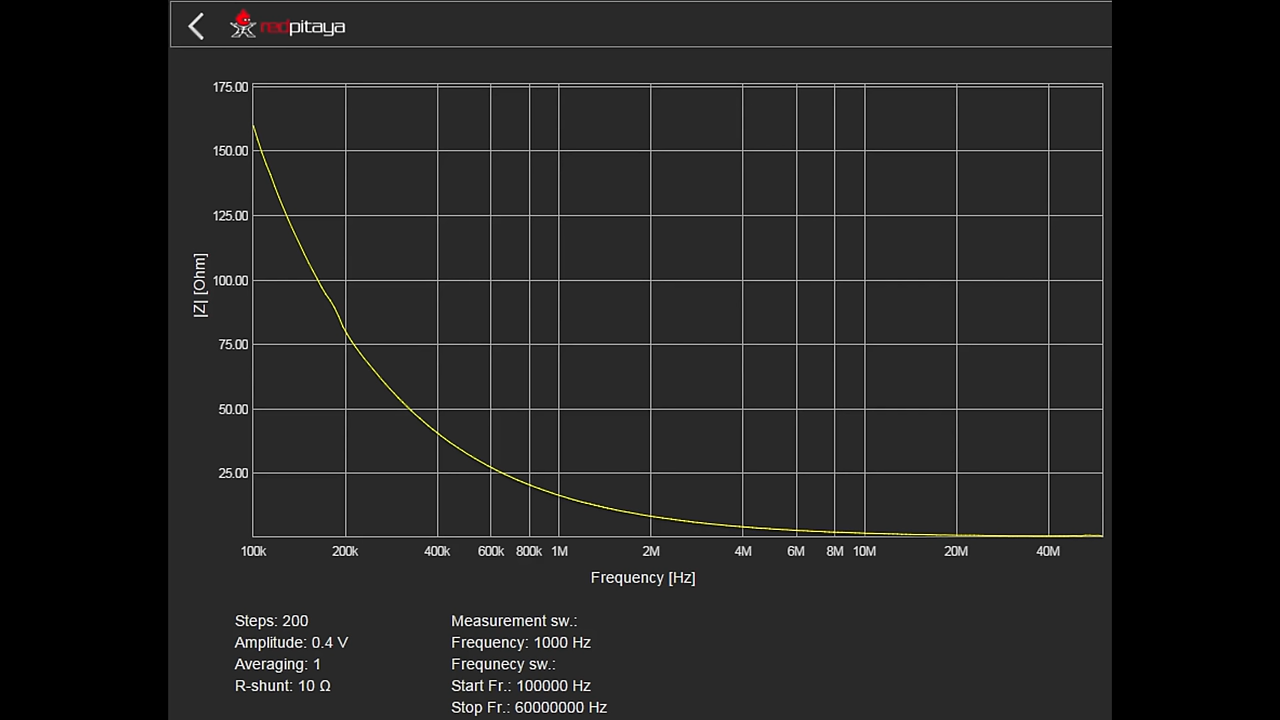 redpitaya
175.00
150.00
125.00
100.00
75.00
50.00
25.00
|Z| [Ohm]
100k 200k 400k 600k 800k 1M 2M 4M 6M 8M 10M 20M 40M
Frequency [Hz]
Steps: 200
Amplitude: 0.4 V
Averaging: 1
R-shunt: 10 Ω
Measurement sw.:
Frequency: 1000 Hz
Frequnecy sw.:
Start Fr.: 100000 Hz
Stop Fr.: 60000000 Hz